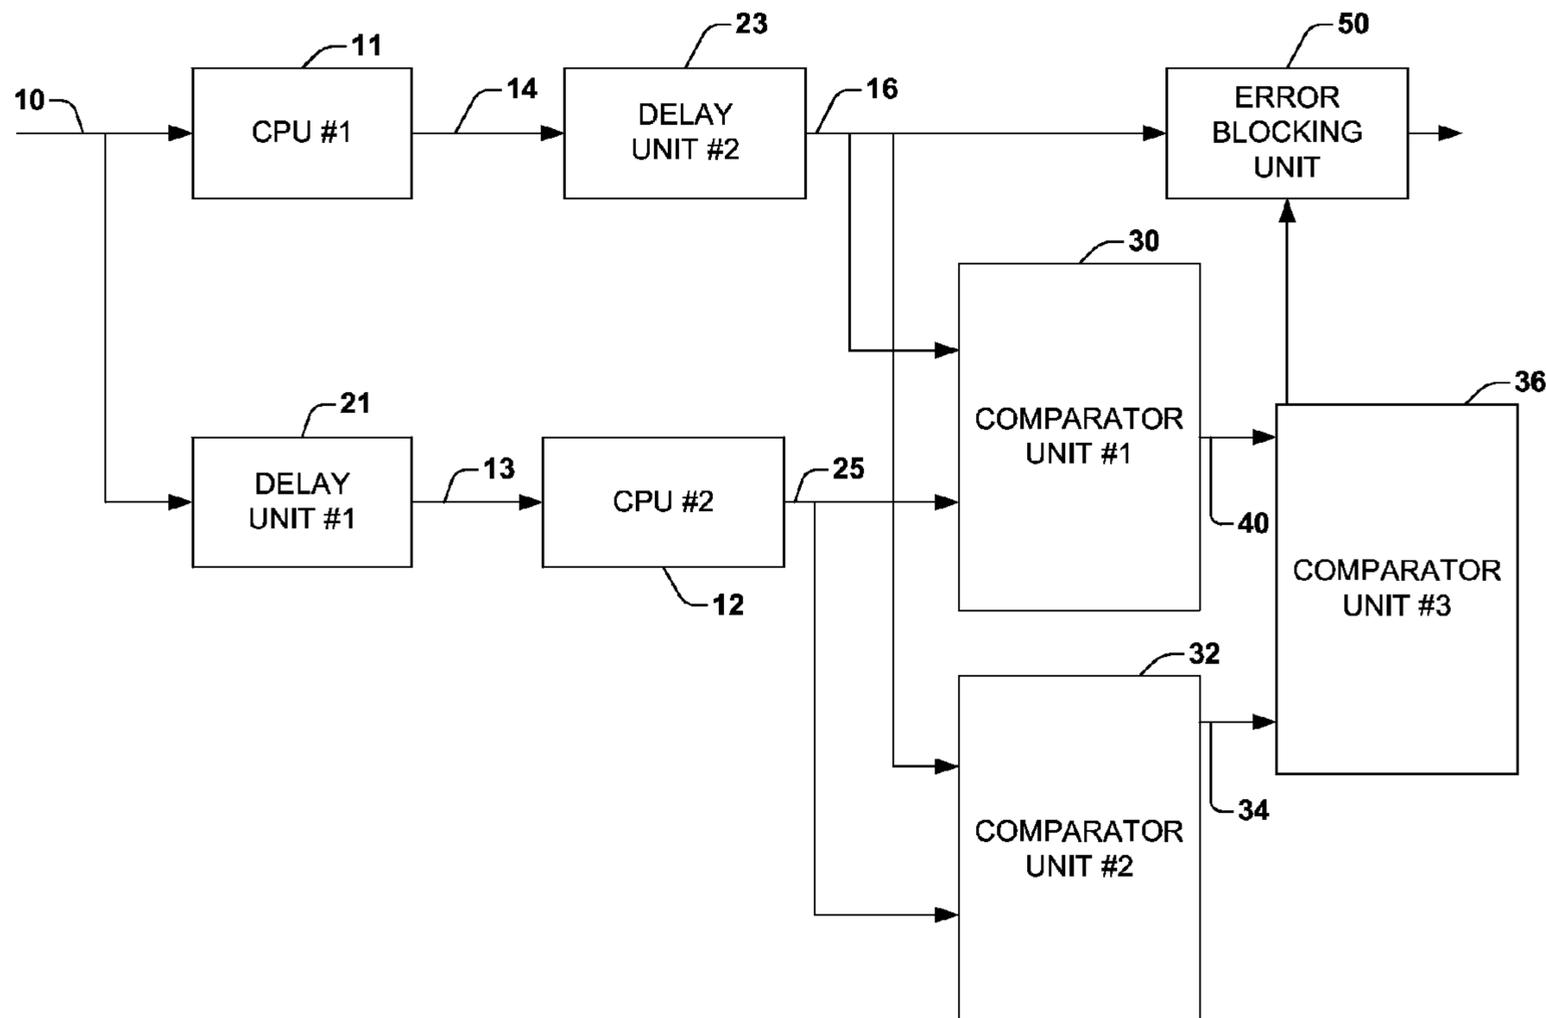 23
50
11
10
14
16
CPU #1
DELAY
UNIT #2
ERROR
BLOCKING
UNIT
30
36
21
COMPARATOR
UNIT #1
13
25
DELAY
UNIT #1
CPU #2
40
12
COMPARATOR
UNIT #3
32
34
COMPARATOR
UNIT #2